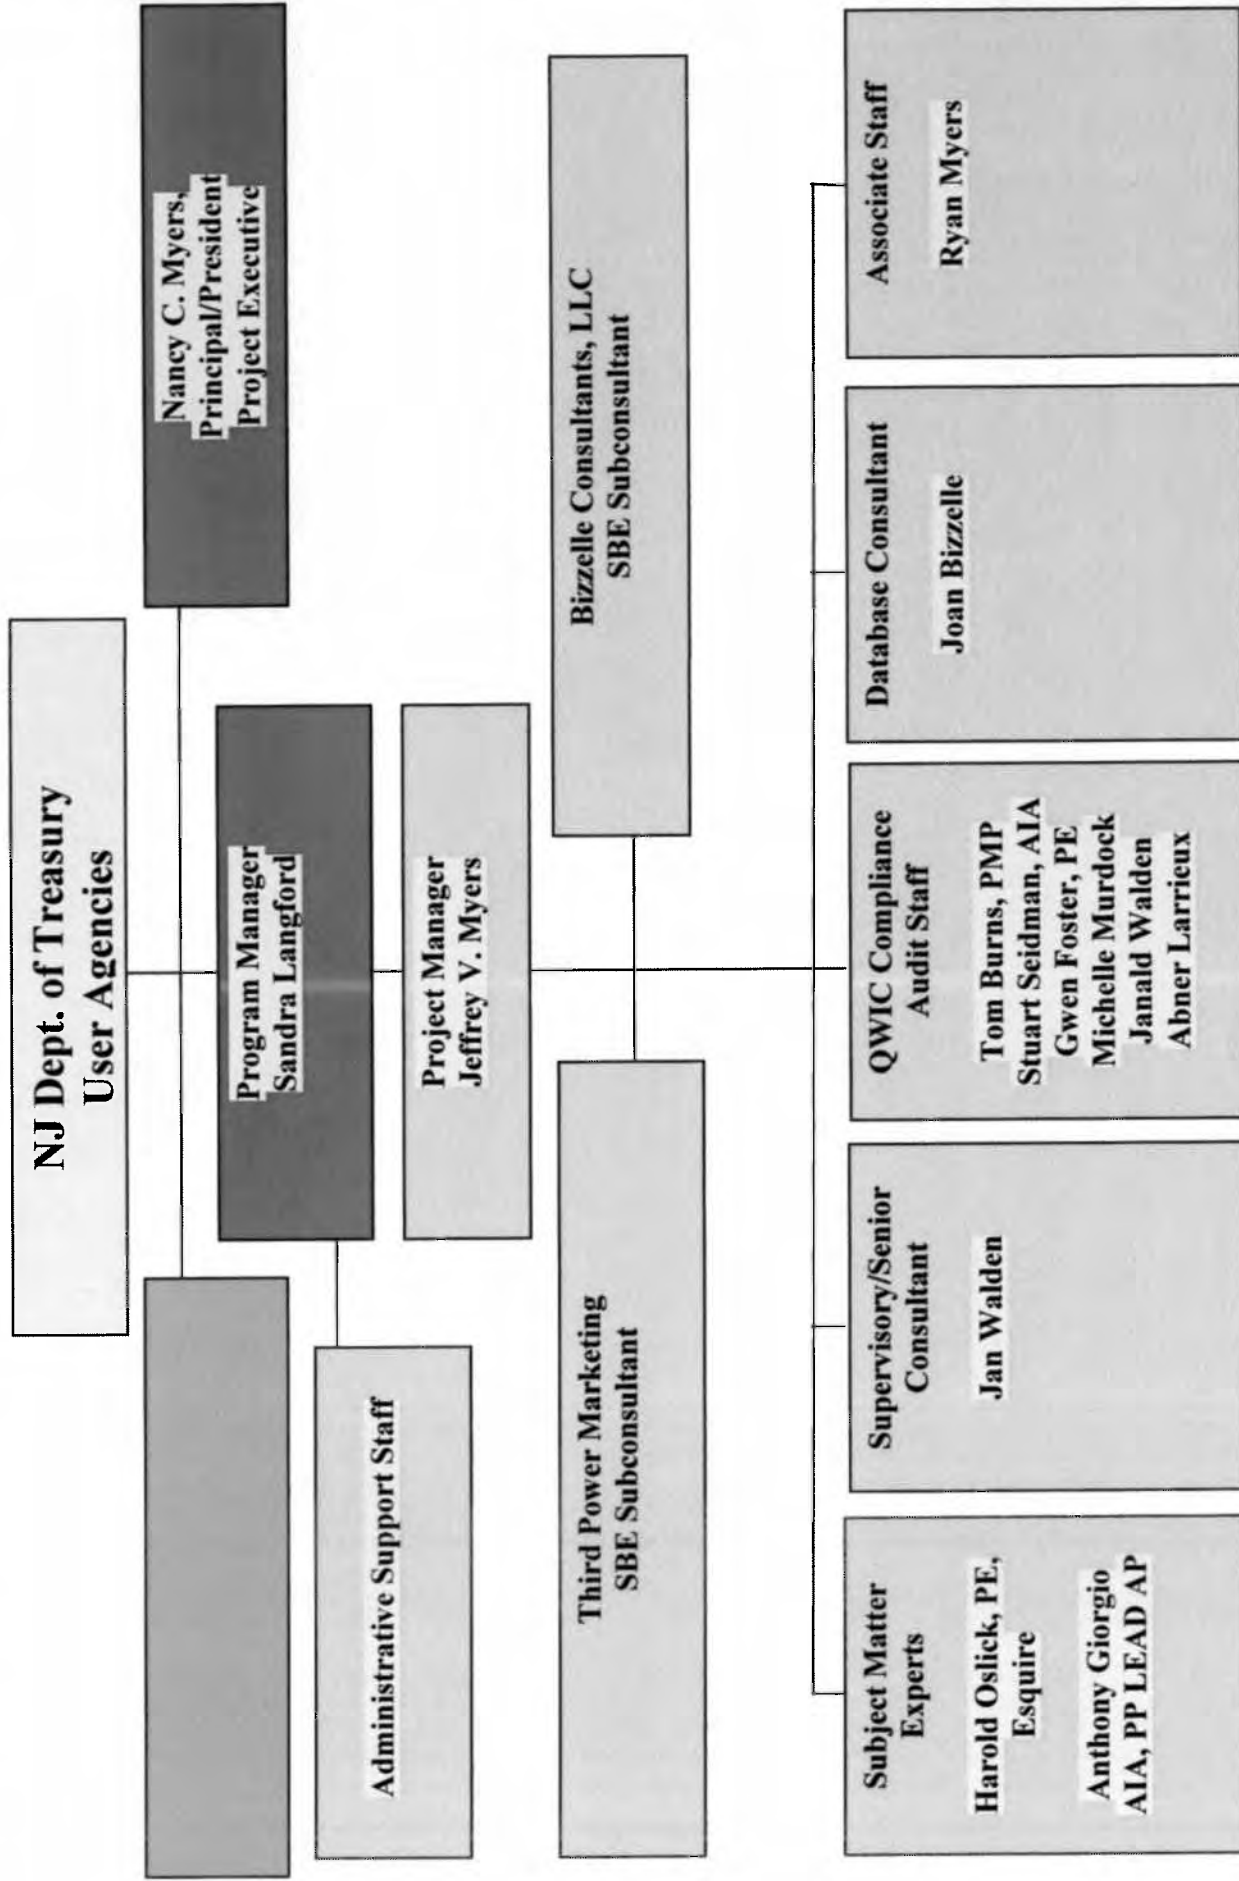 NJ Dept. of Treasury
User Agencies
Nancy C. Myers,
Principal/President
Project Executive
Program Manager
Sandra Langford
Administrative Support Staff
Project Manager
Jeffrey V. Myers
Third Power Marketing
SBE Subconsultant
Bizzelle Consultants, LLC
SBE Subconsultant
Subject Matter
Experts
Harold Oslick, PE,
Esquire
Anthony Giorgio
AIA, PP LEAD AP
Supervisory/Senior
Consultant
Jan Walden
QWIC Compliance
Audit Staff
Tom Burns, PMP
Stuart Seidman, AIA
Gwen Foster, PE
Michelle Murdock
Janald Walden
Abner Larrieux
Database Consultant
Joan Bizzelle
Associate Staff
Ryan Myers